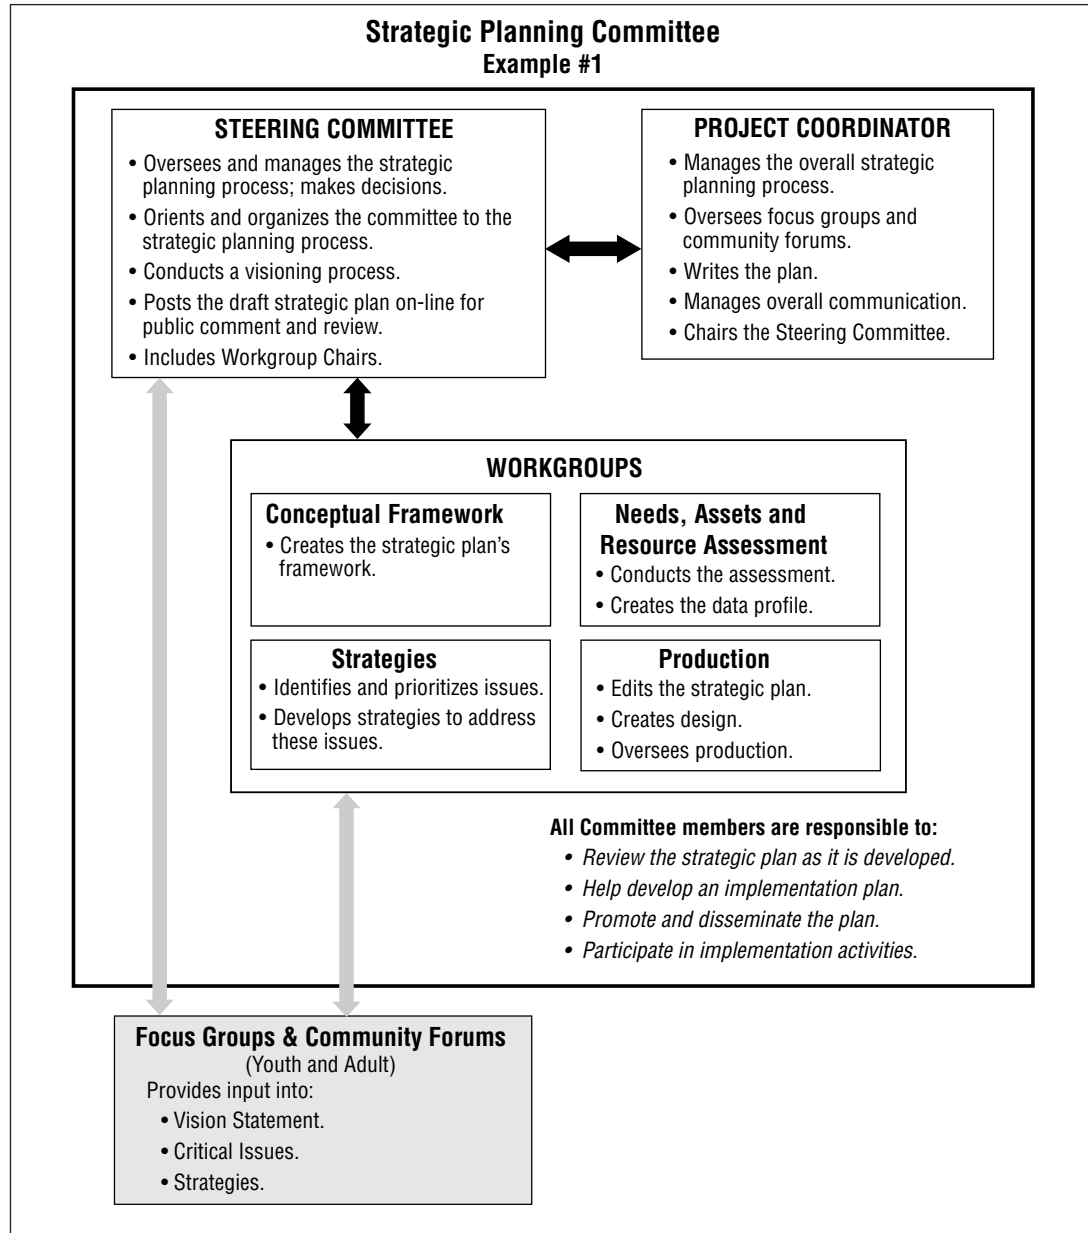 Strategic Planning Committee
Example #1
STEERING COMMITTEE
• Oversees and manages the strategic
planning process; makes decisions.
• Orients and organizes the committee to the
strategic planning process.
• Conducts a visioning process.
• Posts the draft strategic plan on-line for
public comment and review.
• Includes Workgroup Chairs.
PROJECT COORDINATOR
• Manages the overall strategic
planning process.
• Oversees focus groups and
community forums.
• Writes the plan.
• Manages overall communication.
• Chairs the Steering Committee.
WORKGROUPS
Conceptual Framework
• Creates the strategic plan’s
framework.
Needs, Assets and
Resource Assessment
• Conducts the assessment.
• Creates the data profile.
Strategies
• Identifies and prioritizes issues.
• Develops strategies to address
these issues.
Production
• Edits the strategic plan.
• Creates design.
• Oversees production.
All Committee members are responsible to:
• Review the strategic plan as it is developed.
• Help develop an implementation plan.
• Promote and disseminate the plan.
• Participate in implementation activities.
Focus Groups & Community Forums
(Youth and Adult)
Provides input into:
• Vision Statement.
• Critical Issues.
• Strategies.